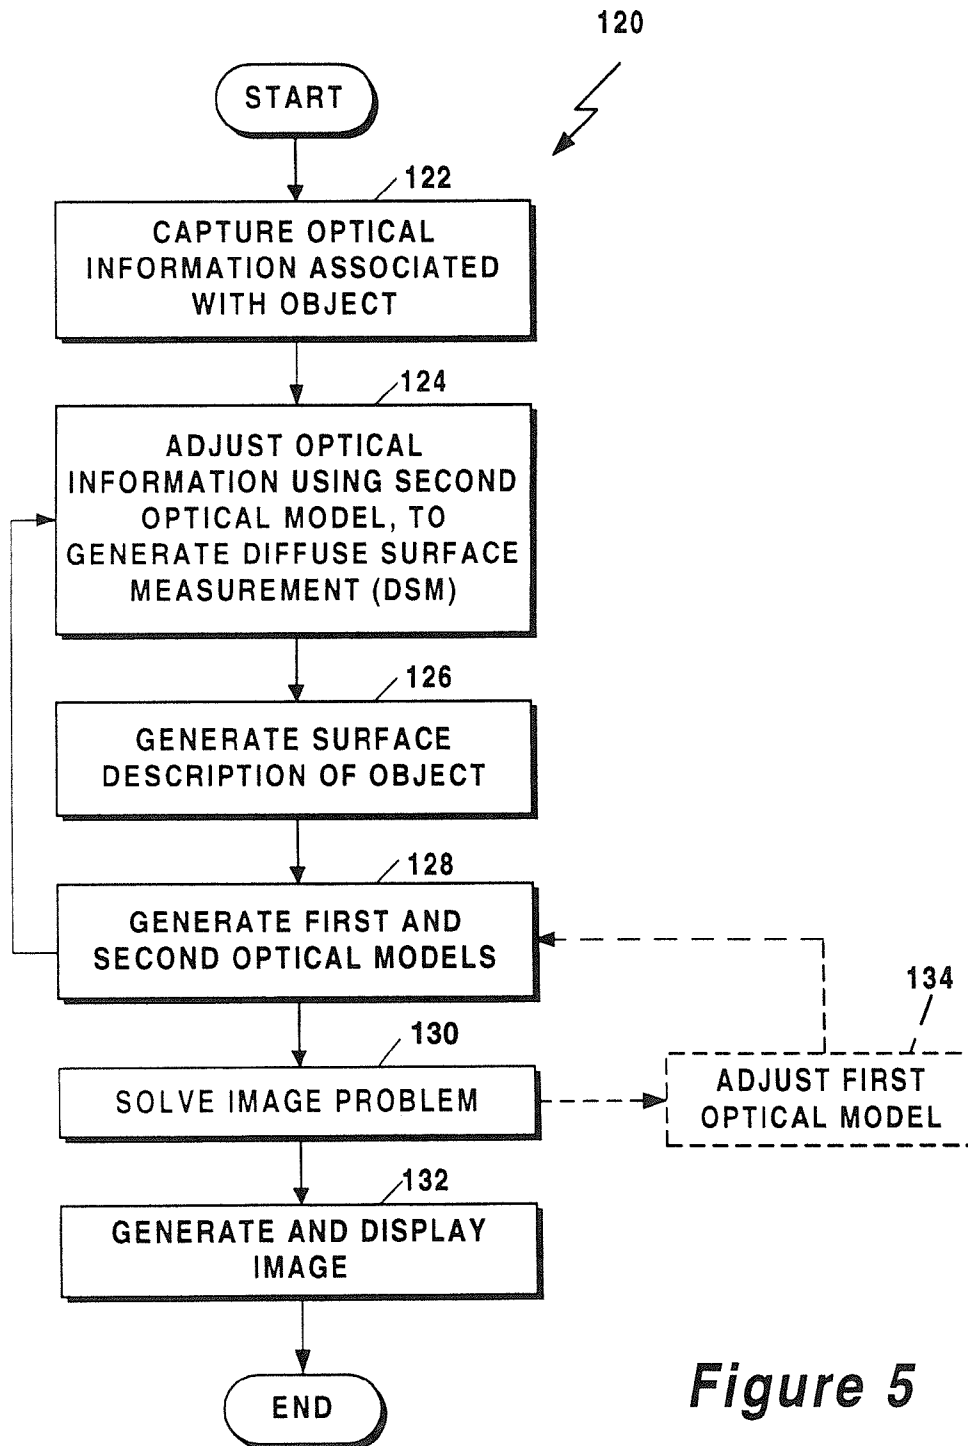 120
START
122
CAPTURE OPTICAL
INFORMATION ASSOCIATED
WITH OBJECT
124
ADJUST OPTICAL
INFORMATION USING SECOND
OPTICAL MODEL, TO
GENERATE DIFFUSE SURFACE
MEASUREMENT (DSM)
126
GENERATE SURFACE
DESCRIPTION OF OBJECT
128
GENERATE FIRST AND
SECOND OPTICAL MODELS
134
ADJUST FIRST
OPTICAL MODEL
130
SOLVE IMAGE PROBLEM
132
GENERATE AND DISPLAY
IMAGE
END
Figure 5